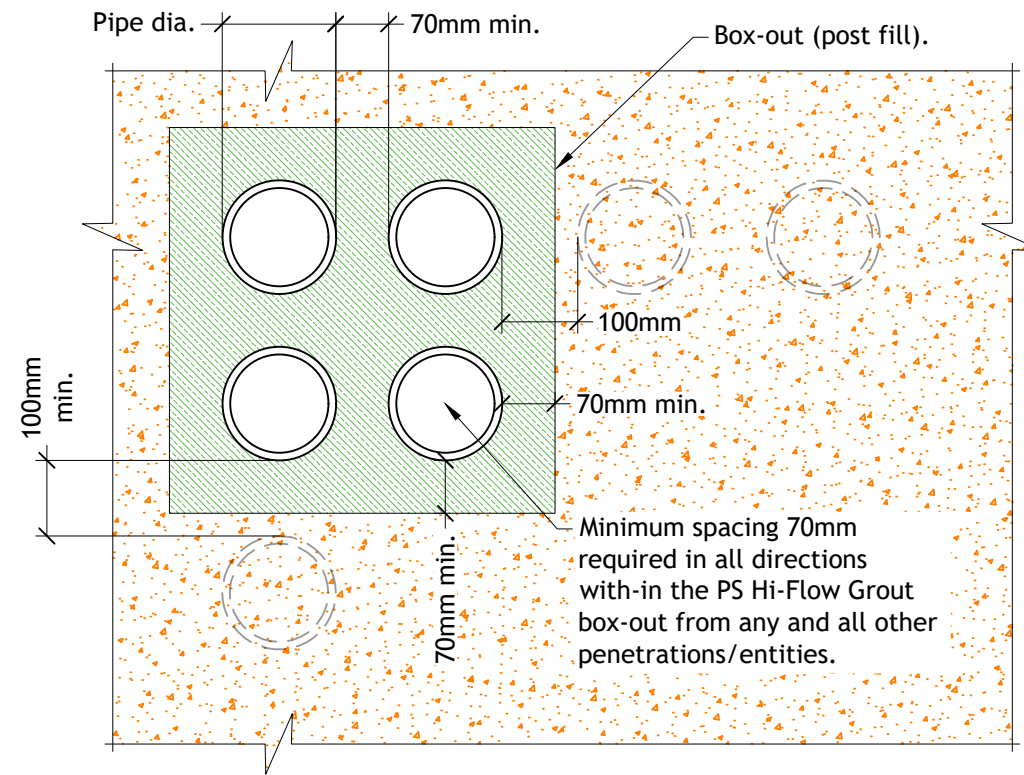 Pipe dia.
70mm min.
Box-out (post fill).
100mm
100mm
min.
70mm min.
70mm min.
Minimum spacing 70mm
required in all directions
with-in the PS Hi-Flow Grout
box-out from any and all other
penetrations/entities.